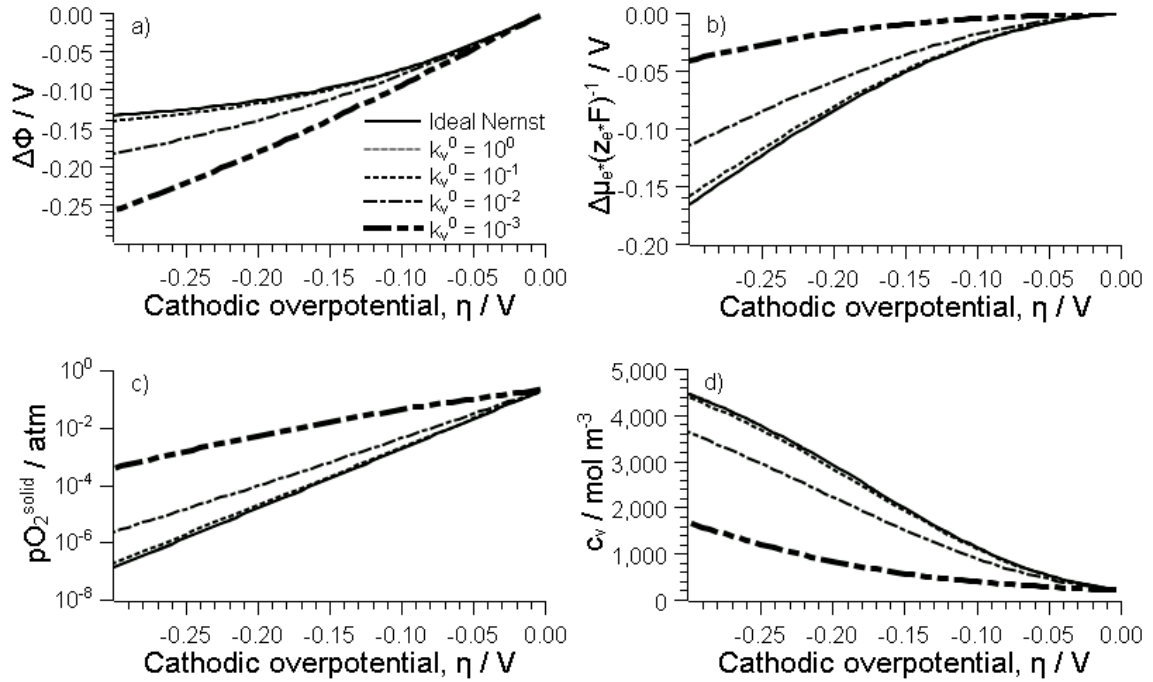 a)
0.00
-0.05
-0.10
-0.15
-0.20
-0.25
ΔΦ / V
Ideal Nernst
kᵥ⁰ = 10⁰
kᵥ⁰ = 10⁻¹
kᵥ⁰ = 10⁻²
kᵥ⁰ = 10⁻³
-0.25 -0.20 -0.15 -0.10 -0.05 0.00
Cathodic overpotential, η / V
b)
0.00
-0.05
-0.10
-0.15
-0.20
Δμₑ*(zₑ*F)⁻¹ / V
-0.25 -0.20 -0.15 -0.10 -0.05 0.00
Cathodic overpotential, η / V
c)
10⁰
10⁻²
10⁻⁴
10⁻⁶
10⁻⁸
pO₂ˢᵒˡⁱᵈ / atm
-0.25 -0.20 -0.15 -0.10 -0.05 0.00
Cathodic overpotential, η / V
d)
5,000
4,000
3,000
2,000
1,000
0
cᵥ / mol m⁻³
-0.25 -0.20 -0.15 -0.10 -0.05 0.00
Cathodic overpotential, η / V